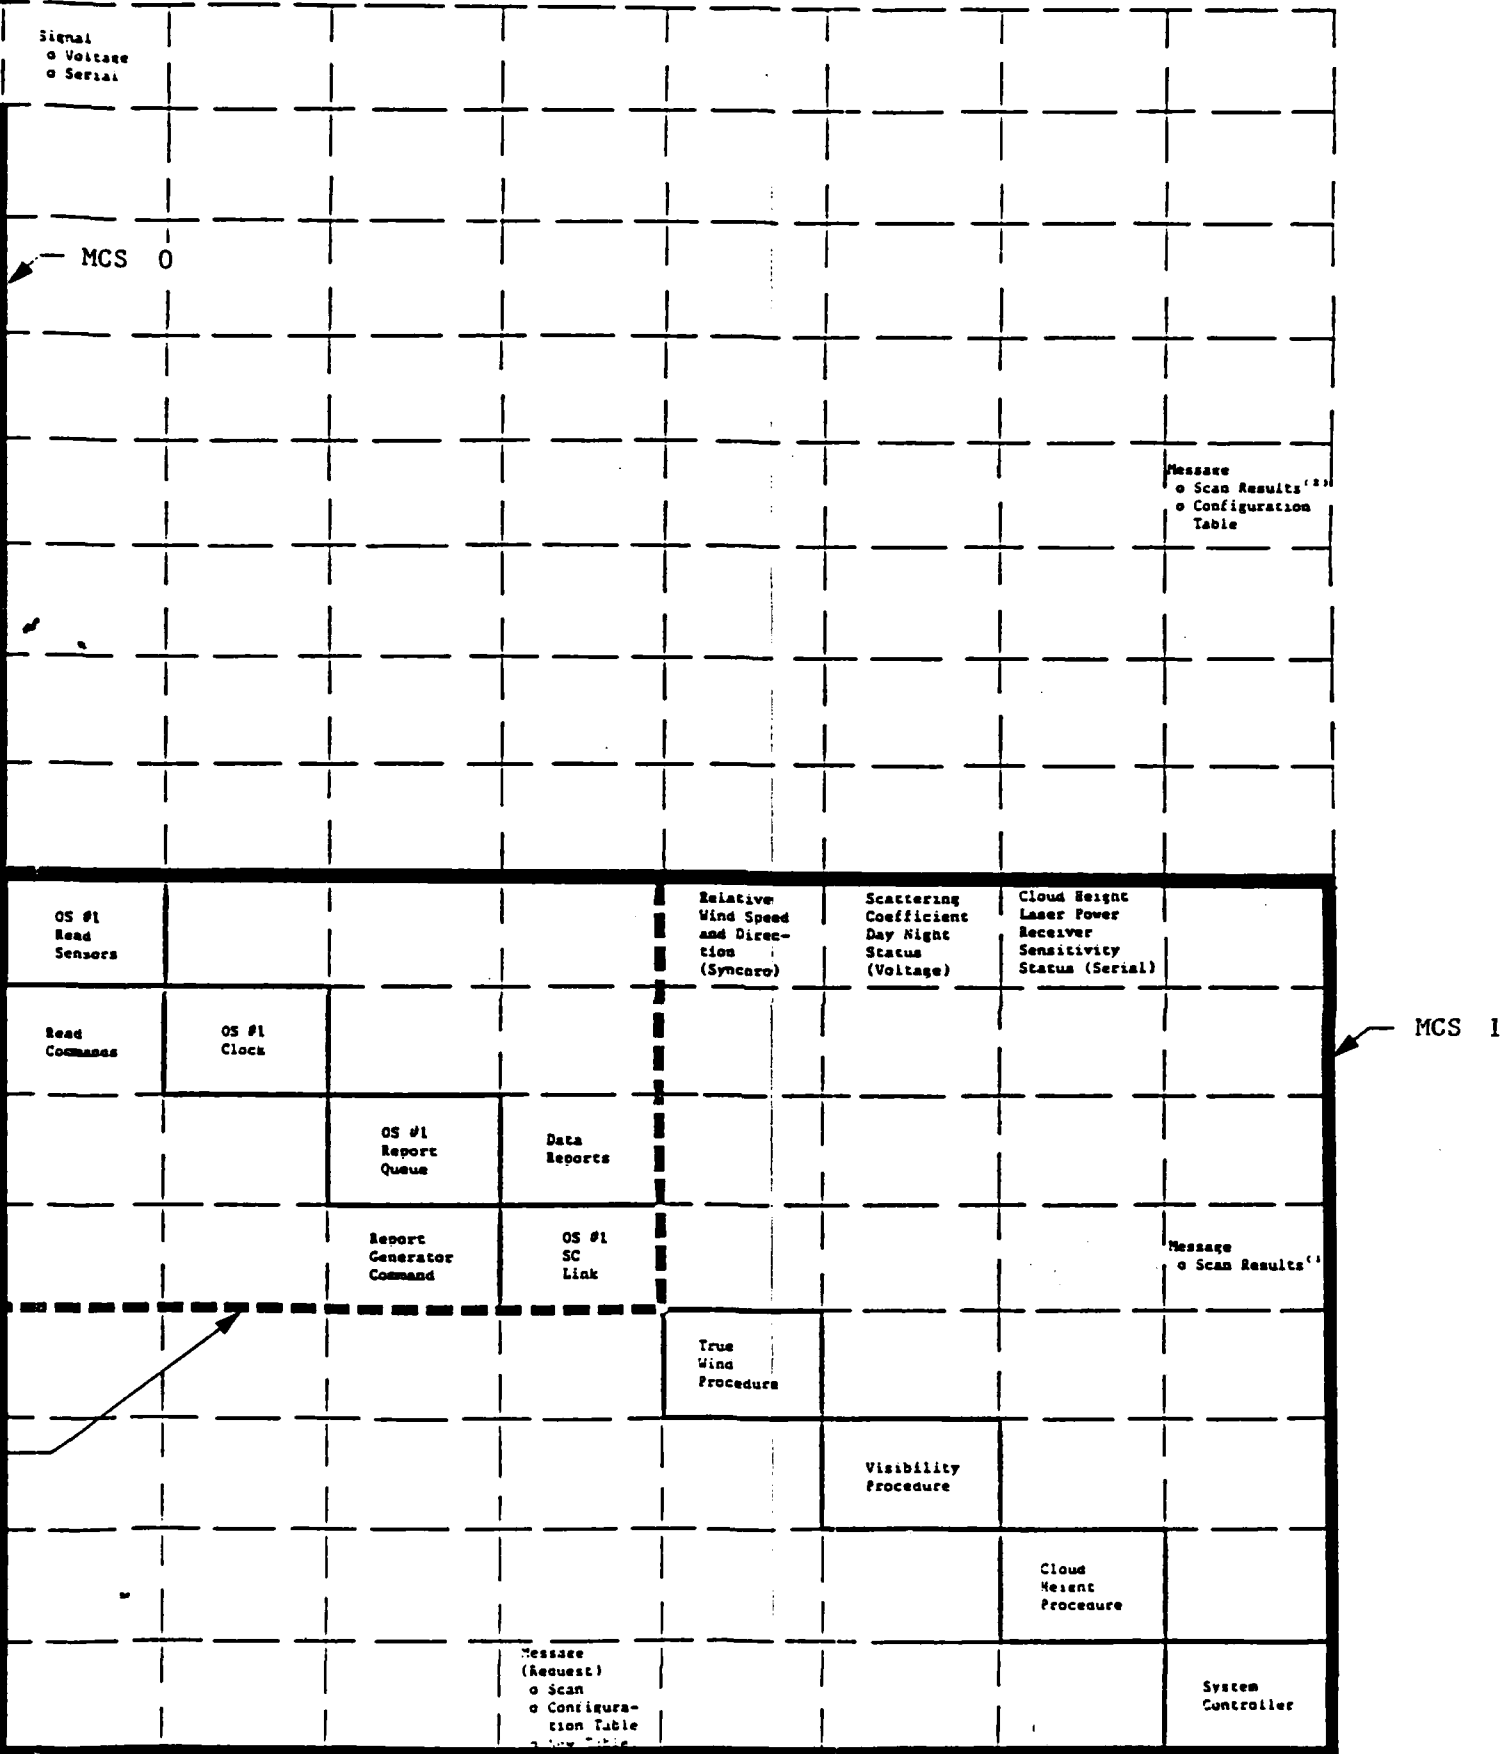 Signal
o Voltage
o Serial
MCS 0
Message
o Scan Results(2)
o Configuration
Table
OS #1
Read
Sensors
Relative
Wind Speed
and Direc-
tion
(Syncro)
Scattering
Coefficient
Day Night
Status
(Voltage)
Cloud Height
Laser Power
Receiver
Sensitivity
Status (Serial)
Read
Commands
OS #1
Clock
MCS 1
OS #1
Report
Queue
Data
Reports
Report
Generator
Command
OS #1
SC
Link
Message
o Scan Results
True
Wind
Procedure
Visibility
Procedure
Cloud
Height
Procedure
Message
(Request)
o Scan
o Configura-
tion Table
System
Controller